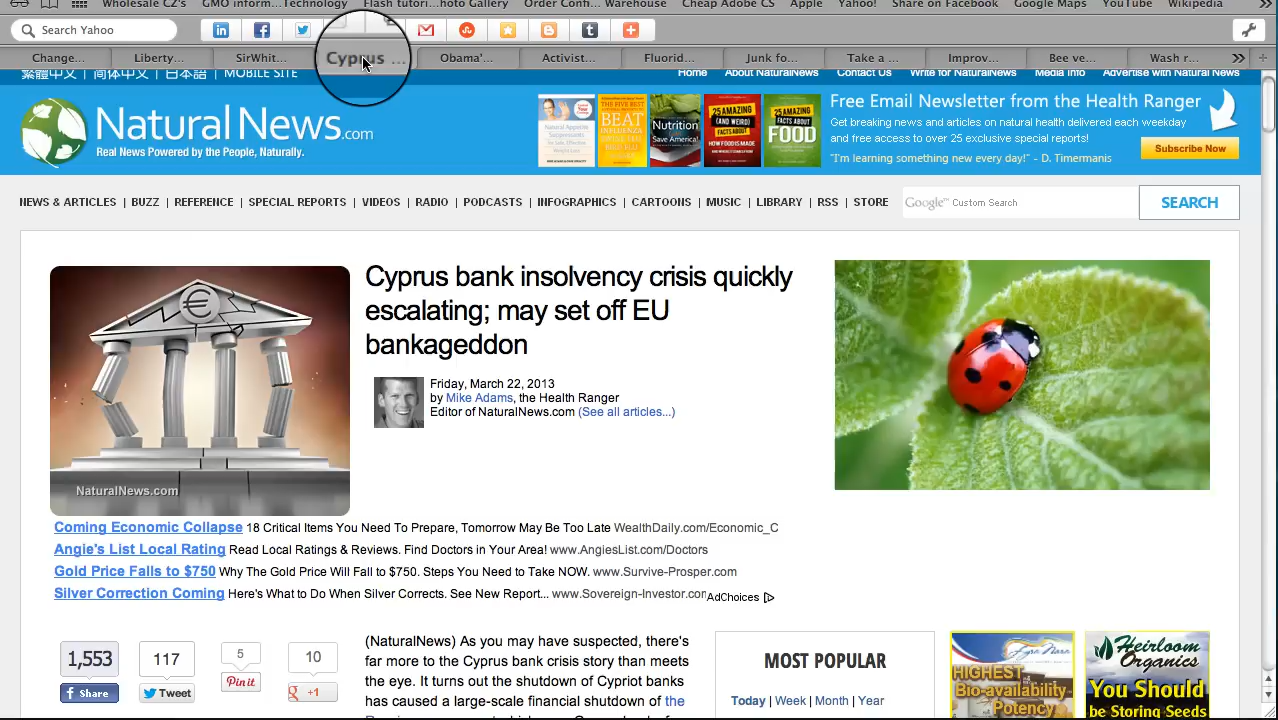 Wholesale CZ's GMO inform...Technology Flash tutori...hoto Gallery Order Confi... Warehouse Cheap Adobe CS Apple Yahoo! Share on Facebook Google Maps YouTube Wikipedia
Search Yahoo
Change... Liberty... SirWhit... Cyprus ... Obama'... Activist... Fluorid... Junk fo... Take a ... Improv... Bee ve... Wash r...
繁體中文 | 简体中文 | 日本語 | MOBILE SITE
Home About NaturalNews Contact Us Write for NaturalNews Media Info Advertise with Natural News
NaturalNews.com
Real News Powered by the People, Naturally.
BEAT
Nutrition
Save America!
25 AMAZING
25 AMAZING
FOOD
Free Email Newsletter from the Health Ranger
Get breaking news and articles on natural health delivered each weekday
and free access to over 25 exclusive special reports!
"I'm learning something new every day!" - D. Timermanis
Subscribe Now
NEWS & ARTICLES | BUZZ | REFERENCE | SPECIAL REPORTS | VIDEOS | RADIO | PODCASTS | INFOGRAPHICS | CARTOONS | MUSIC | LIBRARY | RSS | STORE
Google Custom Search
SEARCH
Cyprus bank insolvency crisis quickly
escalating; may set off EU
bankageddon
Friday, March 22, 2013
by Mike Adams, the Health Ranger
Editor of NaturalNews.com (See all articles...)
€
NaturalNews.com
Coming Economic Collapse 18 Critical Items You Need To Prepare, Tomorrow May Be Too Late WealthDaily.com/Economic_C
Angie's List Local Rating Read Local Ratings & Reviews. Find Doctors in Your Area! www.AngiesList.com/Doctors
Gold Price Falls to $750 Why The Gold Price Will Fall to $750. Steps You Need to Take NOW. www.Survive-Prosper.com
Silver Correction Coming Here's What to Do When Silver Corrects. See New Report... www.Sovereign-Investor.com
AdChoices
1,553
Share
117
Tweet
5
Pin it
10
+1
(NaturalNews) As you may have suspected, there's
far more to the Cyprus bank crisis story than meets
the eye. It turns out the shutdown of Cypriot banks
has caused a large-scale financial shutdown of the
MOST POPULAR
Today | Week | Month | Year
HIGHEST
Bio-availability
Potency
Heirloom
Organics
You Should
be Storing Seeds